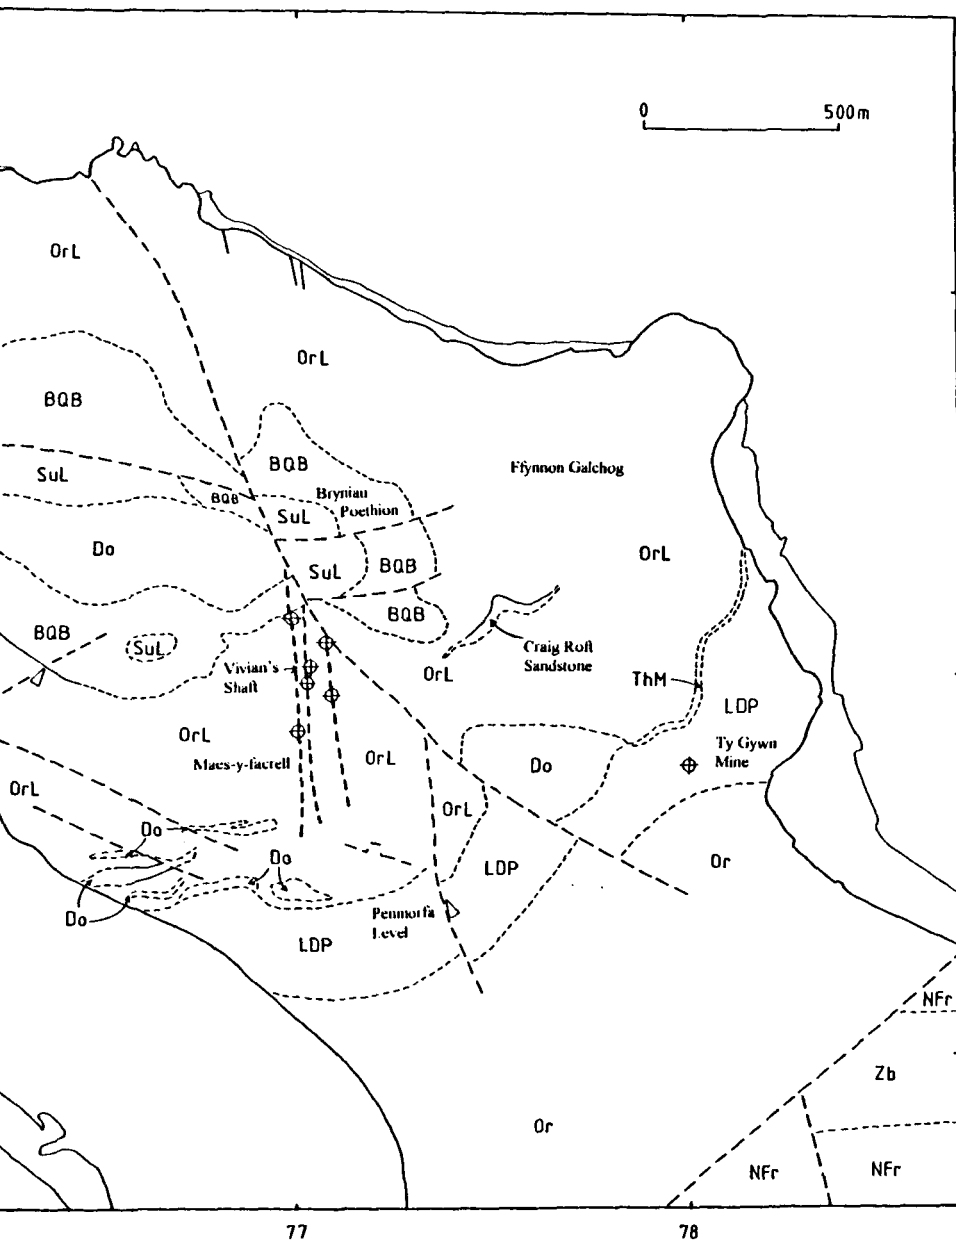 0 500m
OrL
OrL
BQB
BQB
Ffynnon Galchog
SuL
BQB
Bryniau
Poethion
SuL
Do
OrL
SuL
BQB
BQB
BQB
SuL
Craig Rofft
Sandstone
Vivian's
Shaft
OrL
ThM
LDP
OrL
Ty Gywn
Mine
Maes-y-facrell
OrL
Do
OrL
OrL
Do
Do
Or
LDP
Do
Penmorfa
Level
LDP
NFr
Zb
Or
NFr
NFr
77 78